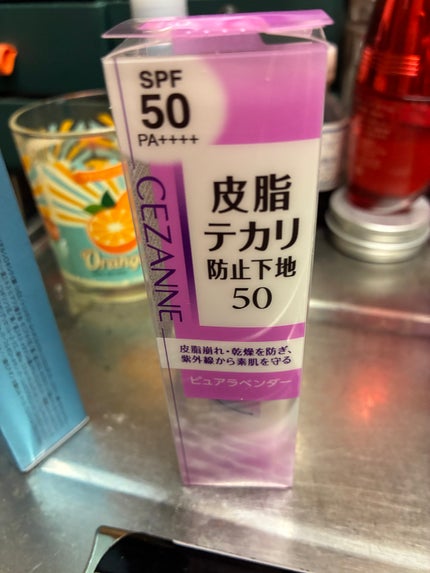 SPF
50
PA++++
CEZANNE
皮脂
テカリ
防止下地
50
皮脂崩れ・乾燥を防ぎ、
紫外線から素肌を守る
ピュアラベンダー
Orange